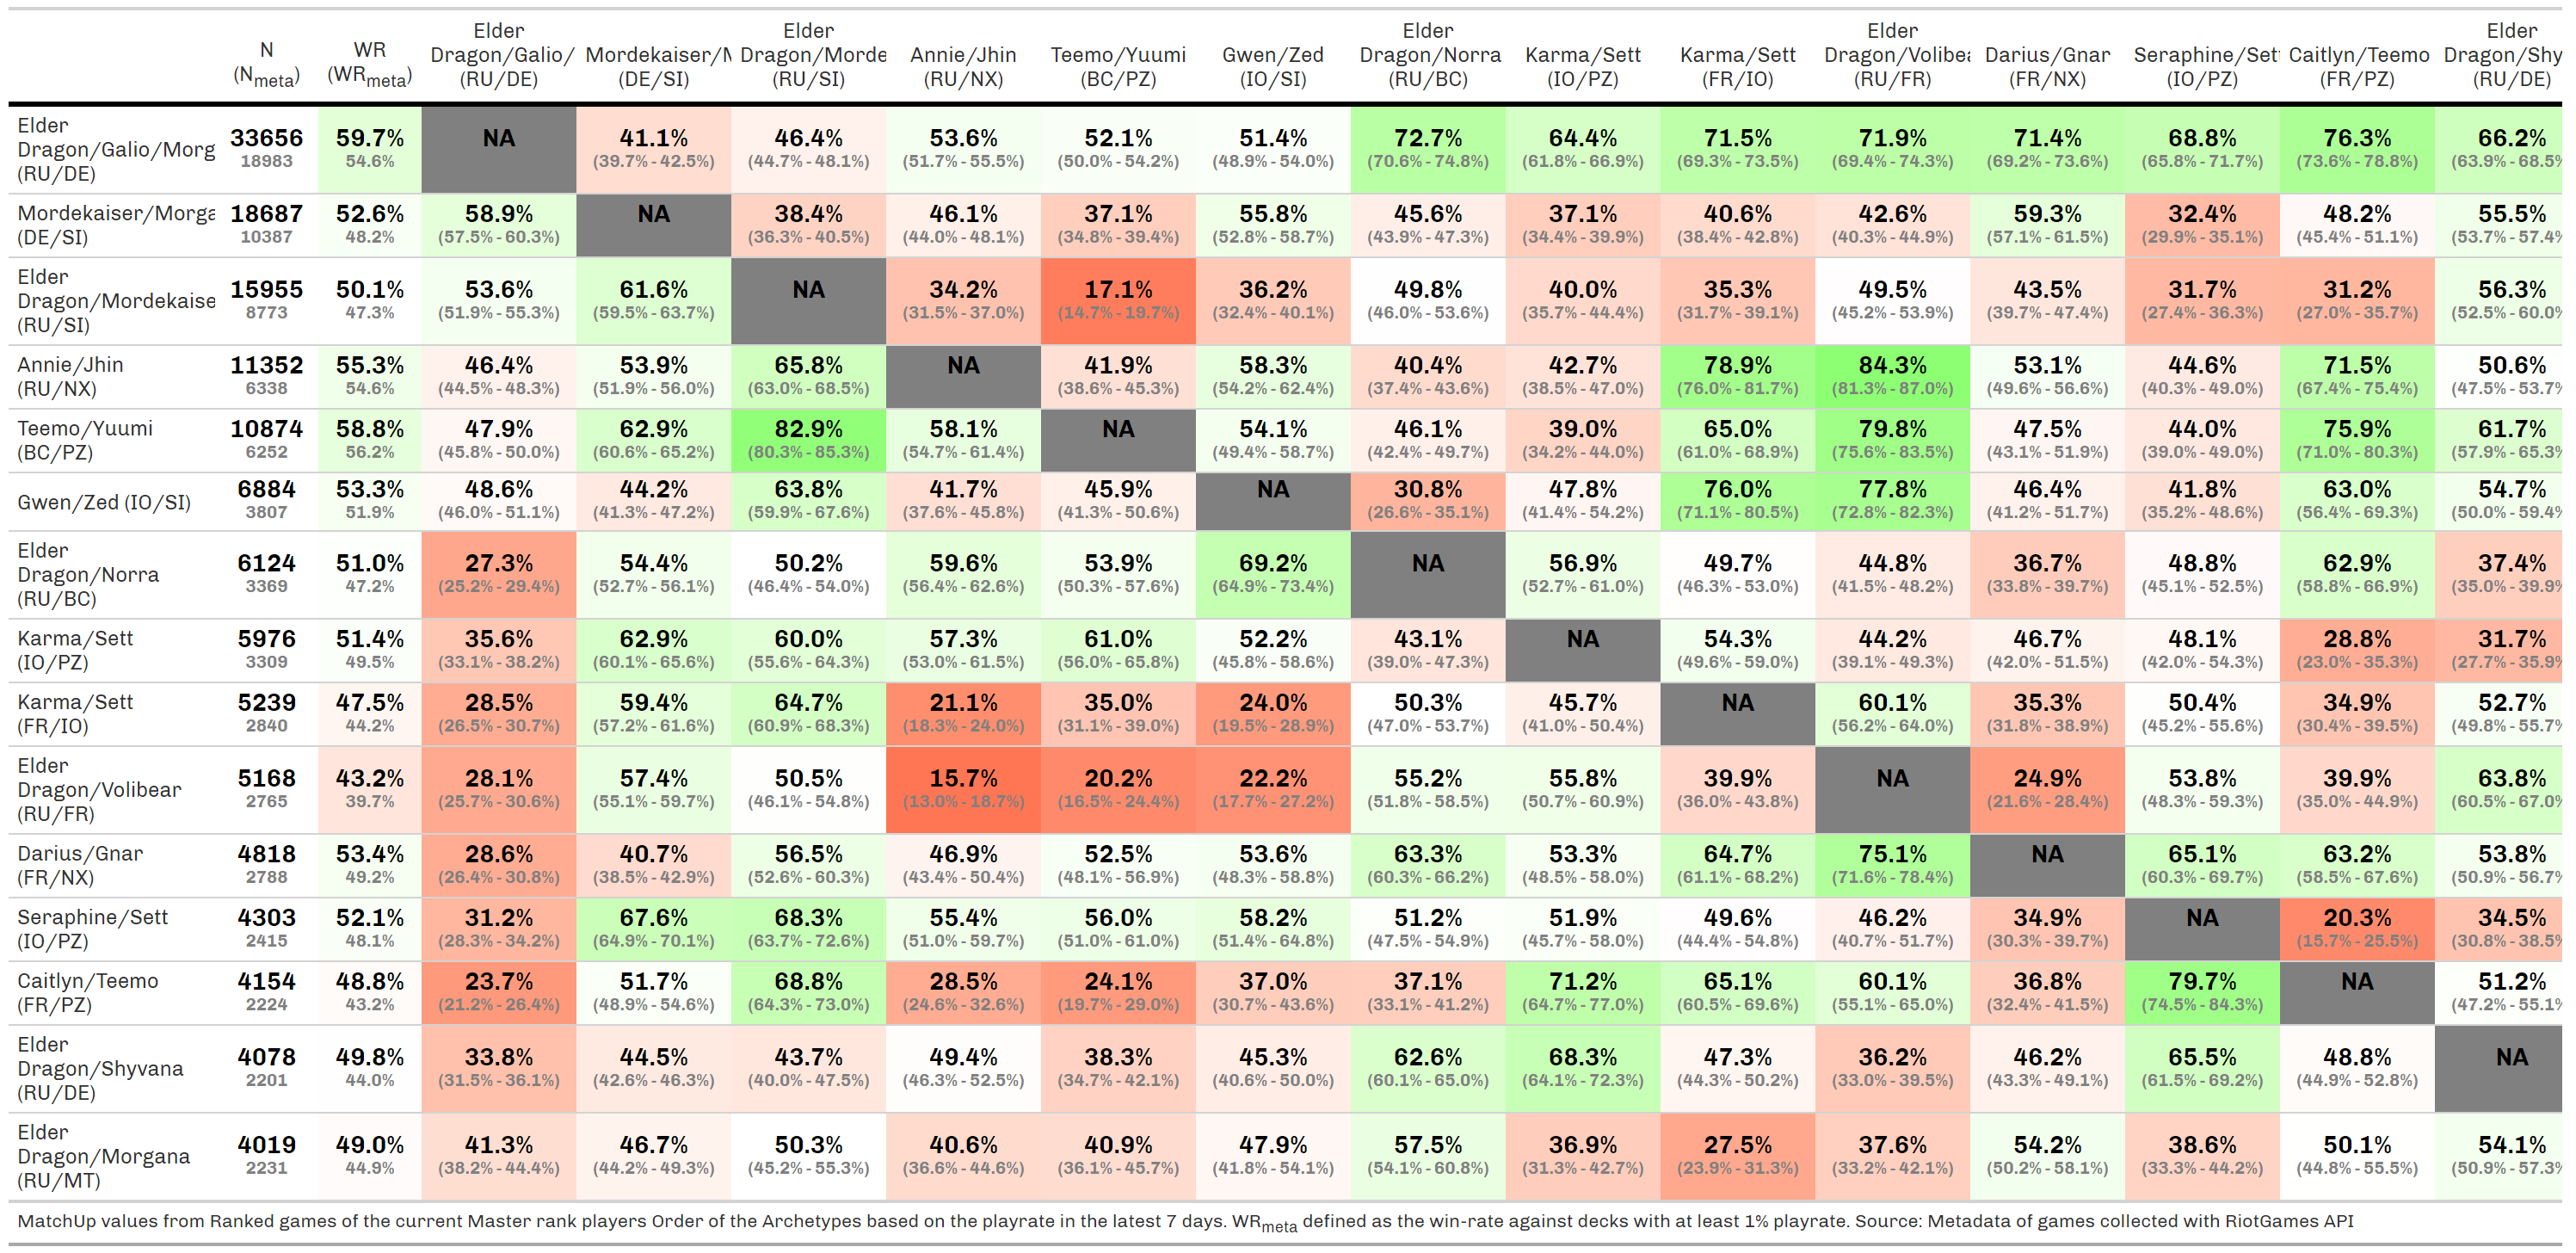 Elder Elder Elder Elder Elder
N WR Dragon/Galio/ Mordekaiser/M Dragon/Morde Annie/Jhin Teemo/Yuumi Gwen/Zed Dragon/Norra Karma/Sett Karma/Sett Dragon/Volibea Darius/Gnar Seraphine/Sett Caitlyn/Teemo Dragon/Shy
(Nmeta) (WRmeta) (RU/DE) (DE/SI) (RU/SI) (RU/NX) (BC/PZ) (IO/SI) (RU/BC) (IO/PZ) (FR/IO) (RU/FR) (FR/NX) (IO/PZ) (FR/PZ) (RU/DE)
Elder
Dragon/Galio/Morg
(RU/DE)
33656 59.7% NA 41.1% 46.4% 53.6% 52.1% 51.4% 72.7% 64.4% 71.5% 71.9% 71.4% 68.8% 76.3% 66.2%
18983 54.6% (39.7% - 42.5%) (44.7% - 48.1%) (51.7% - 55.5%) (50.0% - 54.2%) (48.9% - 54.0%) (70.6% - 74.8%) (61.8% - 66.9%) (69.3% - 73.5%) (69.4% - 74.3%) (69.2% - 73.6%) (65.8% - 71.7%) (73.6% - 78.8%) (63.9% - 68.5%
Mordekaiser/Morga
(DE/SI)
18687 52.6% 58.9% NA 38.4% 46.1% 37.1% 55.8% 45.6% 37.1% 40.6% 42.6% 59.3% 32.4% 48.2% 55.5%
10387 48.2% (57.5% - 60.3%) (36.3% - 40.5%) (44.0% - 48.1%) (34.8% - 39.4%) (52.8% - 58.7%) (43.9% - 47.3%) (34.4% - 39.9%) (38.4% - 42.8%) (40.3% - 44.9%) (57.1% - 61.5%) (29.9% - 35.1%) (45.4% - 51.1%) (53.7% - 57.4%
Elder
Dragon/Mordekaise
(RU/SI)
15955 50.1% 53.6% 61.6% NA 34.2% 17.1% 36.2% 49.8% 40.0% 35.3% 49.5% 43.5% 31.7% 31.2% 56.3%
8773 47.3% (51.9% - 55.3%) (59.5% - 63.7%) (31.5% - 37.0%) (14.7% - 19.7%) (32.4% - 40.1%) (46.0% - 53.6%) (35.7% - 44.4%) (31.7% - 39.1%) (45.2% - 53.9%) (39.7% - 47.4%) (27.4% - 36.3%) (27.0% - 35.7%) (52.5% - 60.0%
Annie/Jhin
(RU/NX)
11352 55.3% 46.4% 53.9% 65.8% NA 41.9% 58.3% 40.4% 42.7% 78.9% 84.3% 53.1% 44.6% 71.5% 50.6%
6338 54.6% (44.5% - 48.3%) (51.9% - 56.0%) (63.0% - 68.5%) (38.6% - 45.3%) (54.2% - 62.4%) (37.4% - 43.6%) (38.5% - 47.0%) (76.0% - 81.7%) (81.3% - 87.0%) (49.6% - 56.6%) (40.3% - 49.0%) (67.4% - 75.4%) (47.5% - 53.7%
Teemo/Yuumi
(BC/PZ)
10874 58.8% 47.9% 62.9% 82.9% 58.1% NA 54.1% 46.1% 39.0% 65.0% 79.8% 47.5% 44.0% 75.9% 61.7%
6252 56.2% (45.8% - 50.0%) (60.6% - 65.2%) (80.3% - 85.3%) (54.7% - 61.4%) (49.4% - 58.7%) (42.4% - 49.7%) (34.2% - 44.0%) (61.0% - 68.9%) (75.6% - 83.5%) (43.1% - 51.9%) (39.0% - 49.0%) (71.0% - 80.3%) (57.9% - 65.3%
Gwen/Zed (IO/SI)
6884 53.3% 48.6% 44.2% 63.8% 41.7% 45.9% NA 30.8% 47.8% 76.0% 77.8% 46.4% 41.8% 63.0% 54.7%
3807 51.9% (46.0% - 51.1%) (41.3% - 47.2%) (59.9% - 67.6%) (37.6% - 45.8%) (41.3% - 50.6%) (26.6% - 35.1%) (41.4% - 54.2%) (71.1% - 80.5%) (72.8% - 82.3%) (41.2% - 51.7%) (35.2% - 48.6%) (56.4% - 69.3%) (50.0% - 59.4%
Elder
Dragon/Norra
(RU/BC)
6124 51.0% 27.3% 54.4% 50.2% 59.6% 53.9% 69.2% NA 56.9% 49.7% 44.8% 36.7% 48.8% 62.9% 37.4%
3369 47.2% (25.2% - 29.4%) (52.7% - 56.1%) (46.4% - 54.0%) (56.4% - 62.6%) (50.3% - 57.6%) (64.9% - 73.4%) (52.7% - 61.0%) (46.3% - 53.0%) (41.5% - 48.2%) (33.8% - 39.7%) (45.1% - 52.5%) (58.8% - 66.9%) (35.0% - 39.9%
Karma/Sett
(IO/PZ)
5976 51.4% 35.6% 62.9% 60.0% 57.3% 61.0% 52.2% 43.1% NA 54.3% 44.2% 46.7% 48.1% 28.8% 31.7%
3309 49.5% (33.1% - 38.2%) (60.1% - 65.6%) (55.6% - 64.3%) (53.0% - 61.5%) (56.0% - 65.8%) (45.8% - 58.6%) (39.0% - 47.3%) (49.6% - 59.0%) (39.1% - 49.3%) (42.0% - 51.5%) (42.0% - 54.3%) (23.0% - 35.3%) (27.7% - 35.9%
Karma/Sett
(FR/IO)
5239 47.5% 28.5% 59.4% 64.7% 21.1% 35.0% 24.0% 50.3% 45.7% NA 60.1% 35.3% 50.4% 34.9% 52.7%
2840 44.2% (26.5% - 30.7%) (57.2% - 61.6%) (60.9% - 68.3%) (18.3% - 24.0%) (31.1% - 39.0%) (19.5% - 28.9%) (47.0% - 53.7%) (41.0% - 50.4%) (56.2% - 64.0%) (31.8% - 38.9%) (45.2% - 55.6%) (30.4% - 39.5%) (49.8% - 55.7%
Elder
Dragon/Volibear
(RU/FR)
5168 43.2% 28.1% 57.4% 50.5% 15.7% 20.2% 22.2% 55.2% 55.8% 39.9% NA 24.9% 53.8% 39.9% 63.8%
2765 39.7% (25.7% - 30.6%) (55.1% - 59.7%) (46.1% - 54.8%) (13.0% - 18.7%) (16.5% - 24.4%) (17.7% - 27.2%) (51.8% - 58.5%) (50.7% - 60.9%) (36.0% - 43.8%) (21.6% - 28.4%) (48.3% - 59.3%) (35.0% - 44.9%) (60.5% - 67.0%
Darius/Gnar
(FR/NX)
4818 53.4% 28.6% 40.7% 56.5% 46.9% 52.5% 53.6% 63.3% 53.3% 64.7% 75.1% NA 65.1% 63.2% 53.8%
2788 49.2% (26.4% - 30.8%) (38.5% - 42.9%) (52.6% - 60.3%) (43.4% - 50.4%) (48.1% - 56.9%) (48.3% - 58.8%) (60.3% - 66.2%) (48.5% - 58.0%) (61.1% - 68.2%) (71.6% - 78.4%) (60.3% - 69.7%) (58.5% - 67.6%) (50.9% - 56.7%
Seraphine/Sett
(IO/PZ)
4303 52.1% 31.2% 67.6% 68.3% 55.4% 56.0% 58.2% 51.2% 51.9% 49.6% 46.2% 34.9% NA 20.3% 34.5%
2415 48.1% (28.3% - 34.2%) (64.9% - 70.1%) (63.7% - 72.6%) (51.0% - 59.7%) (51.0% - 61.0%) (51.4% - 64.8%) (47.5% - 54.9%) (45.7% - 58.0%) (44.4% - 54.8%) (40.7% - 51.7%) (30.3% - 39.7%) (15.7% - 25.5%) (30.8% - 38.5%
Caitlyn/Teemo
(FR/PZ)
4154 48.8% 23.7% 51.7% 68.8% 28.5% 24.1% 37.0% 37.1% 71.2% 65.1% 60.1% 36.8% 79.7% NA 51.2%
2224 43.2% (21.2% - 26.4%) (48.9% - 54.6%) (64.3% - 73.0%) (24.6% - 32.6%) (19.7% - 29.0%) (30.7% - 43.6%) (33.1% - 41.2%) (64.7% - 77.0%) (60.5% - 69.6%) (55.1% - 65.0%) (32.4% - 41.5%) (74.5% - 84.3%) (47.2% - 55.1%
Elder
Dragon/Shyvana
(RU/DE)
4078 49.8% 33.8% 44.5% 43.7% 49.4% 38.3% 45.3% 62.6% 68.3% 47.3% 36.2% 46.2% 65.5% 48.8% NA
2201 44.0% (31.5% - 36.1%) (42.6% - 46.3%) (40.0% - 47.5%) (46.3% - 52.5%) (34.7% - 42.1%) (40.6% - 50.0%) (60.1% - 65.0%) (64.1% - 72.3%) (44.3% - 50.2%) (33.0% - 39.5%) (43.3% - 49.1%) (61.5% - 69.2%) (44.9% - 52.8%)
Elder
Dragon/Morgana
(RU/MT)
4019 49.0% 41.3% 46.7% 50.3% 40.6% 40.9% 47.9% 57.5% 36.9% 27.5% 37.6% 54.2% 38.6% 50.1% 54.1%
2231 44.9% (38.2% - 44.4%) (44.2% - 49.3%) (45.2% - 55.3%) (36.6% - 44.6%) (36.1% - 45.7%) (41.8% - 54.1%) (54.1% - 60.8%) (31.3% - 42.7%) (23.9% - 31.3%) (33.2% - 42.1%) (50.2% - 58.1%) (33.3% - 44.2%) (44.8% - 55.5%) (50.9% - 57.3%
MatchUp values from Ranked games of the current Master rank players Order of the Archetypes based on the playrate in the latest 7 days. WRmeta defined as the win-rate against decks with at least 1% playrate. Source: Metadata of games collected with RiotGames API